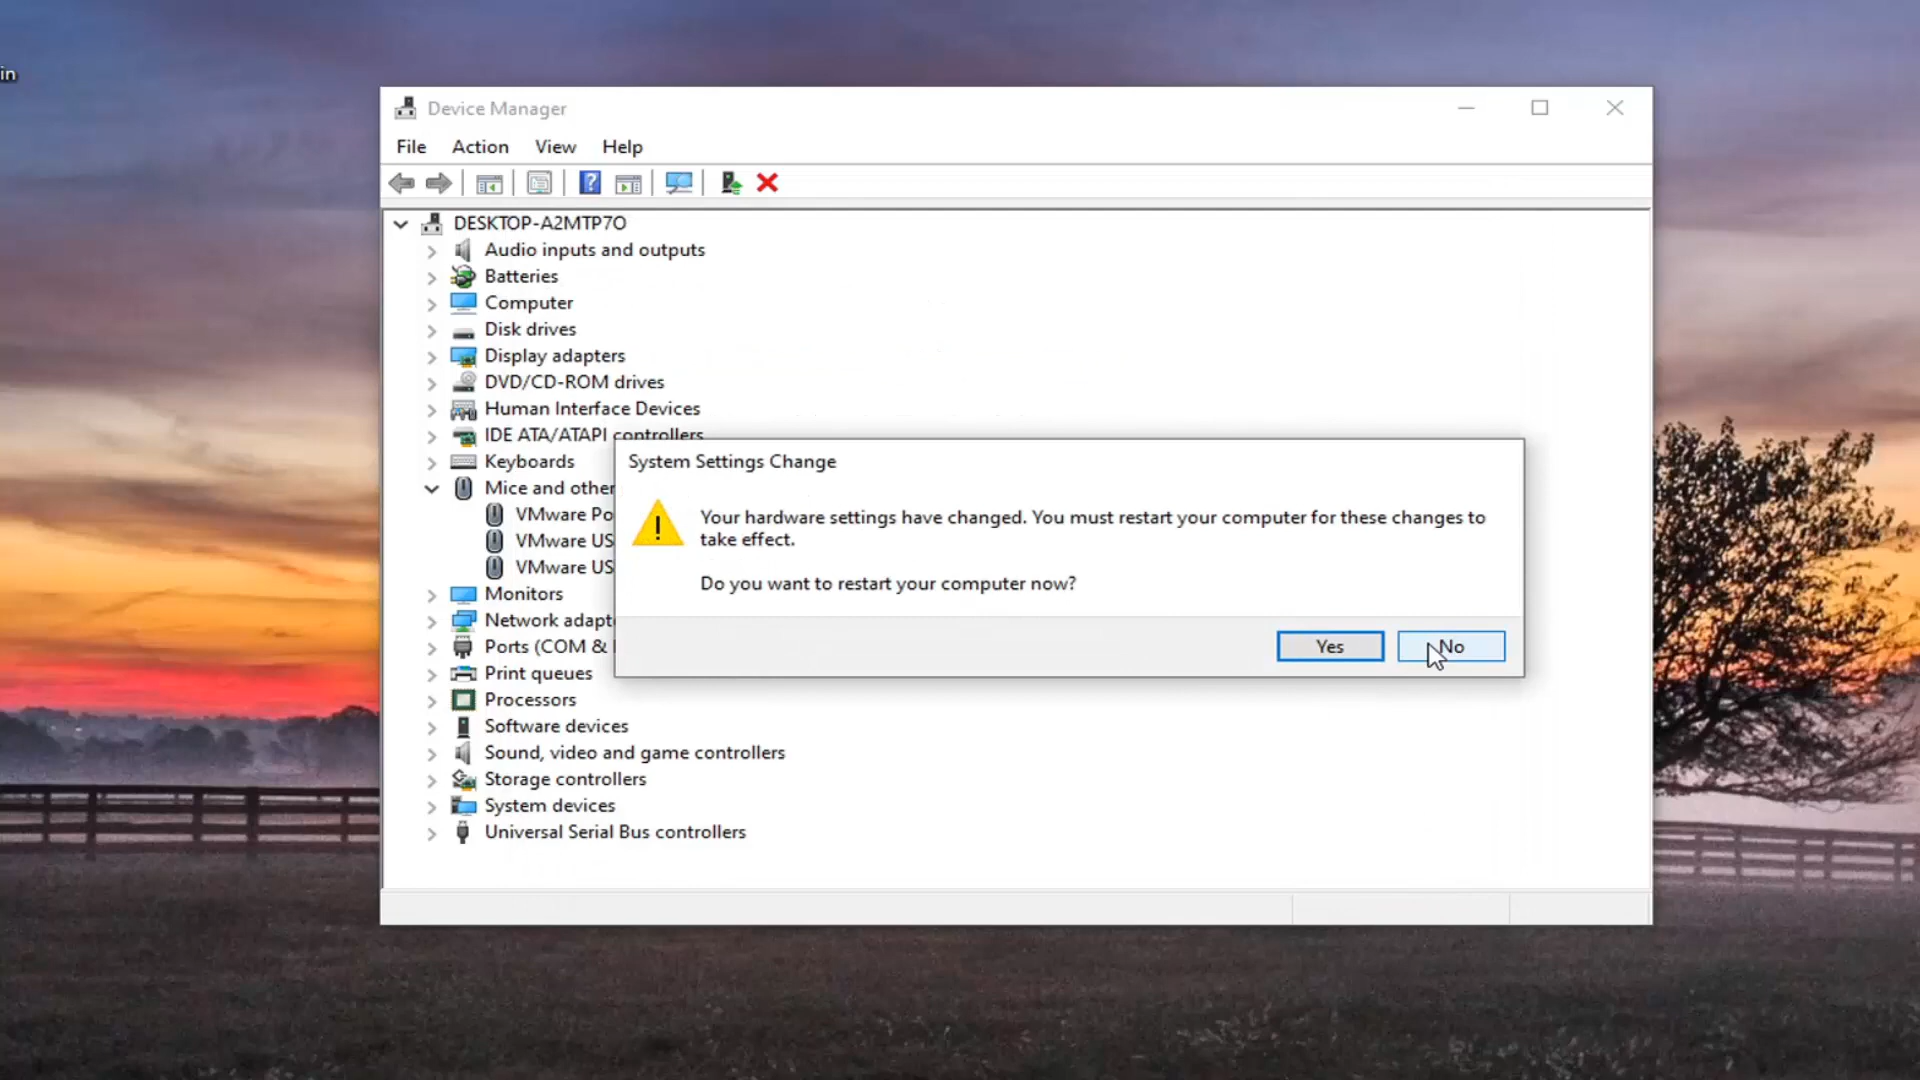 in
Device Manager
File Action View Help
DESKTOP-A2MTP7O
Audio inputs and outputs
Batteries
Computer
Disk drives
Display adapters
DVD/CD-ROM drives
Human Interface Devices
IDE ATA/ATAPI controllers
Keyboards
Mice and other
VMware Po
VMware US
VMware US
Monitors
Network adapt
Ports (COM &
Print queues
Processors
Software devices
Sound, video and game controllers
Storage controllers
System devices
Universal Serial Bus controllers
System Settings Change
Your hardware settings have changed. You must restart your computer for these changes to
take effect.
Do you want to restart your computer now?
Yes No